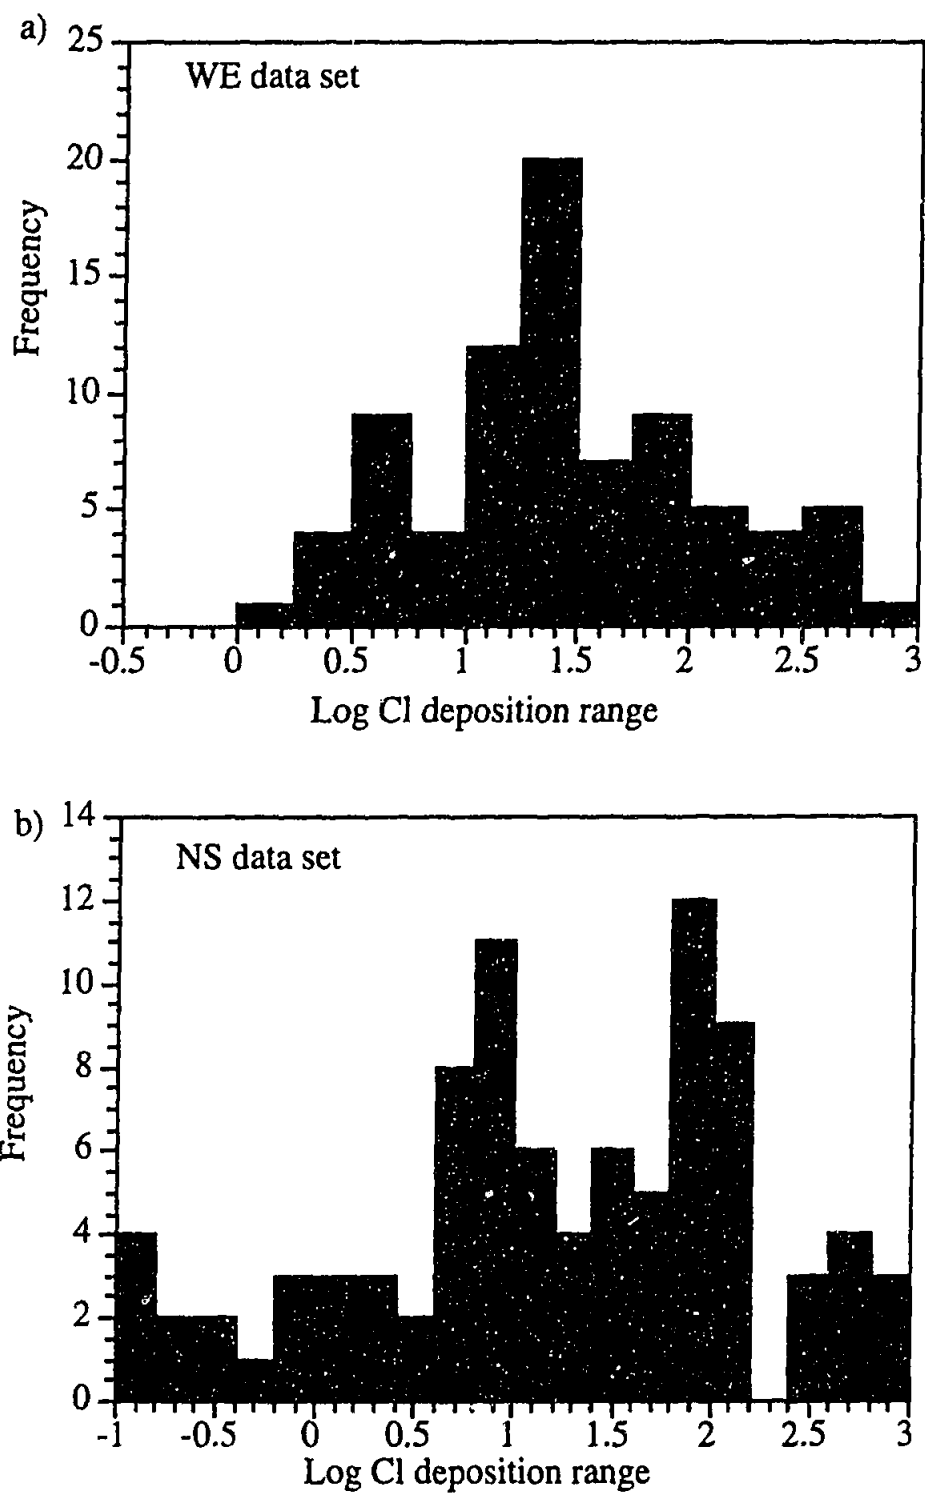 a)
25
20
15
10
5
0
Frequency
WE data set
-0.5 0 0.5 1 1.5 2 2.5 3
Log Cl deposition range
b)
14
12
10
8
6
4
2
0
Frequency
NS data set
-1 -0.5 0 0.5 1 1.5 2 2.5 3
Log Cl deposition range